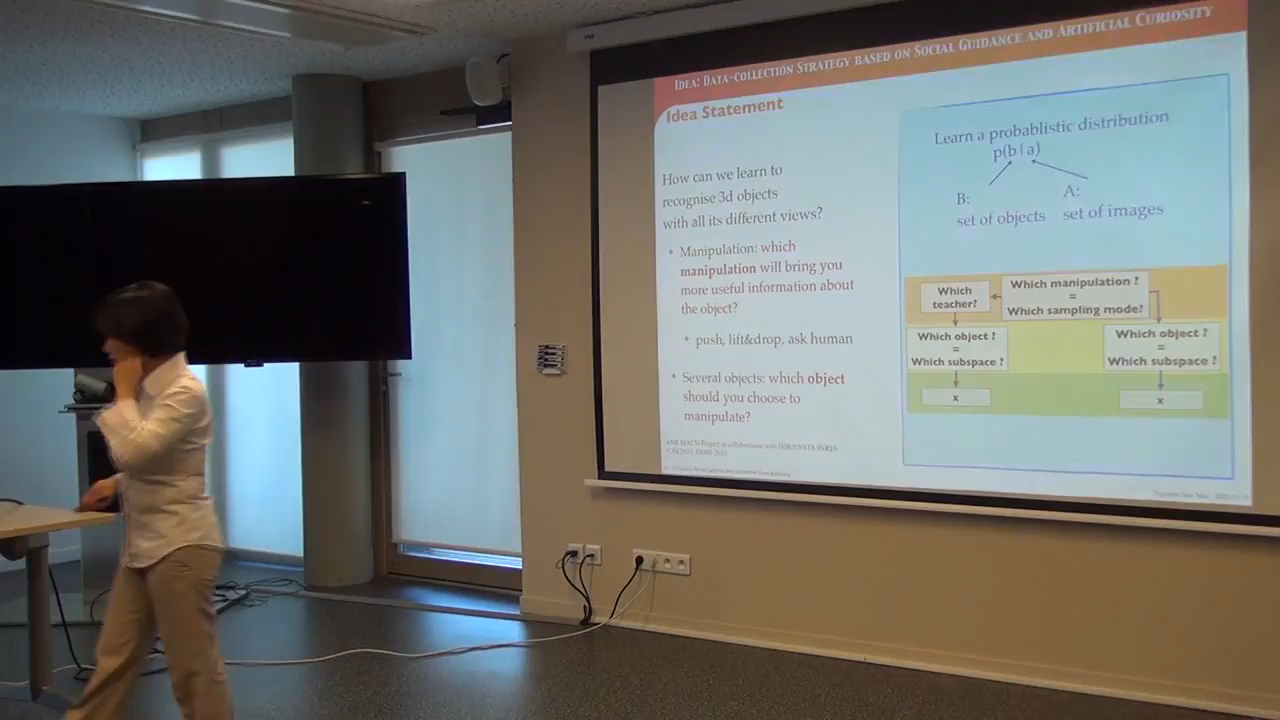 IDEA: DATA-COLLECTION STRATEGY BASED ON SOCIAL GUIDANCE AND ARTIFICIAL CURIOSITY
Idea Statement
How can we learn to
recognise 3d objects
with all its different views?
Manipulation: which
manipulation will bring you
more useful information about
the object?
push, lift&drop, ask human
Several objects: which object
should you choose to
manipulate?
Learn a probablistic distribution
p(b|a)
B:
set of objects
A:
set of images
Which manipulation ?
=
Which sampling mode?
Which
teacher?
Which object ?
=
Which subspace ?
x
Which object ?
=
Which subspace ?
x